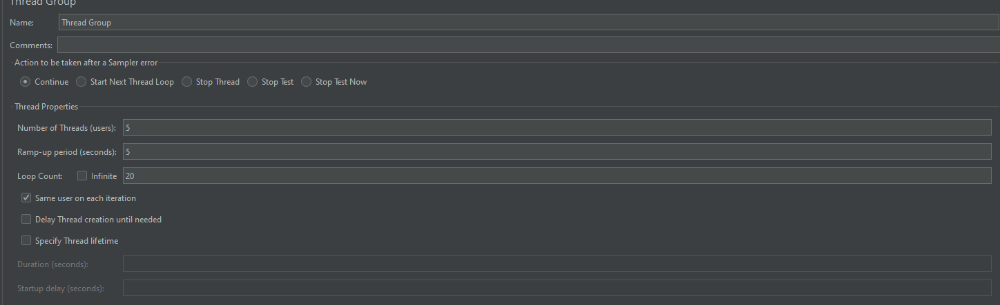 Thread Group
Name: Thread Group
Comments:
Action to be taken after a Sampler error
Continue Start Next Thread Loop Stop Thread Stop Test Stop Test Now
Thread Properties
Number of Threads (users): 5
Ramp-up period (seconds): 5
Loop Count: Infinite 20
Same user on each iteration
Delay Thread creation until needed
Specify Thread lifetime
Duration (seconds):
Startup delay (seconds):